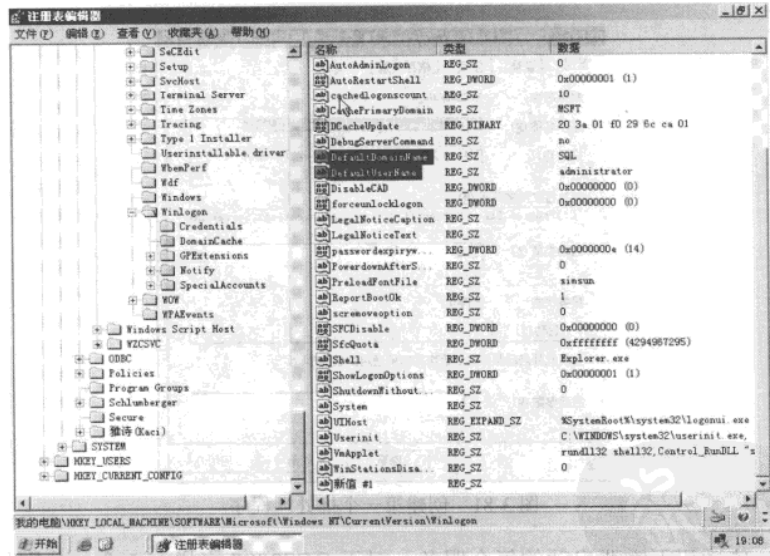 注册表编辑器
文件(F) 编辑(E) 查看(V) 收藏夹(A) 帮助(H)
SeCEdit
Setup
SvcHost
Terminal Server
Time Zones
Tracing
Type 1 Installer
Userinstallable.driver
WbemPerf
Wdf
Windows
Winlogon
Credentials
DomainCache
GPExtensions
Notify
SpecialAccounts
WOW
WPAEvents
Windows Script Host
WZCSVC
ODBC
Policies
Program Groups
Schlumberger
Secure
雅诗(Kaci)
SYSTEM
HKEY_USERS
HKEY_CURRENT_CONFIG
名称 类型 数据
AutoAdminLogon REG_SZ 0
AutoRestartShell REG_DWORD 0x00000001 (1)
cachedlogonscount REG_SZ 10
CachePrimaryDomain REG_SZ MSFT
DCacheUpdate REG_BINARY 20 3a 01 f0 29 6c ca 01
DebugServerCommand REG_SZ no
DefaultDomainName REG_SZ SQL
DefaultUserName REG_SZ administrator
DisableCAD REG_DWORD 0x00000000 (0)
forceunlocklogon REG_DWORD 0x00000000 (0)
LegalNoticeCaption REG_SZ
LegalNoticeText REG_SZ
passwordexpiryw... REG_DWORD 0x0000000e (14)
PowerdownAfterS... REG_SZ 0
PreloadFontFile REG_SZ simsun
ReportBootOk REG_SZ 1
scremoveoption REG_SZ 0
SFCDisable REG_DWORD 0x00000000 (0)
SfcQuota REG_DWORD 0xffffffff (4294967295)
Shell REG_SZ Explorer.exe
ShowLogonOptions REG_DWORD 0x00000001 (1)
ShutdownWithout... REG_SZ 0
System REG_SZ
UIHost REG_EXPAND_SZ %SystemRoot%\system32\logonui.exe
Userinit REG_SZ C:\WINDOWS\system32\userinit.exe,
VmApplet REG_SZ rundll32 shell32,Control_RunDLL "s
WinStationsDisa... REG_SZ 0
新值 #1 REG_SZ
我的电脑\HKEY_LOCAL_MACHINE\SOFTWARE\Microsoft\Windows NT\CurrentVersion\Winlogon
开始 注册表编辑器 19:08